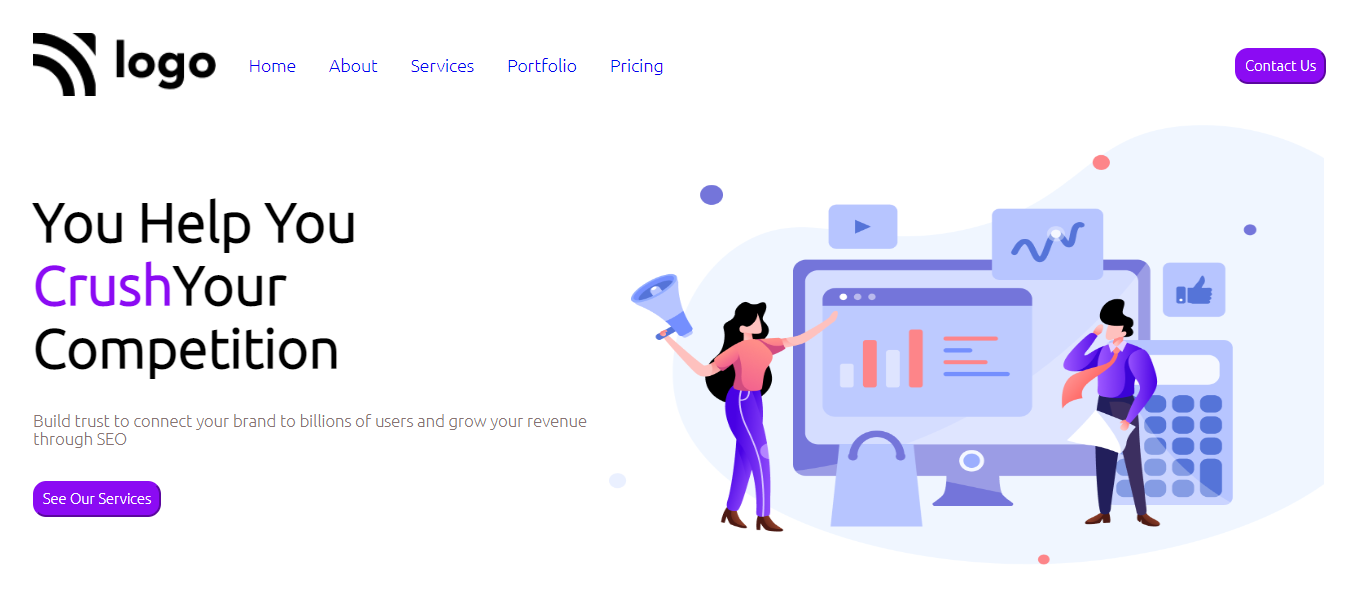 logo Home About Services Portfolio Pricing Contact Us
You Help You
CrushYour
Competition
Build trust to connect your brand to billions of users and grow your revenue
through SEO
See Our Services